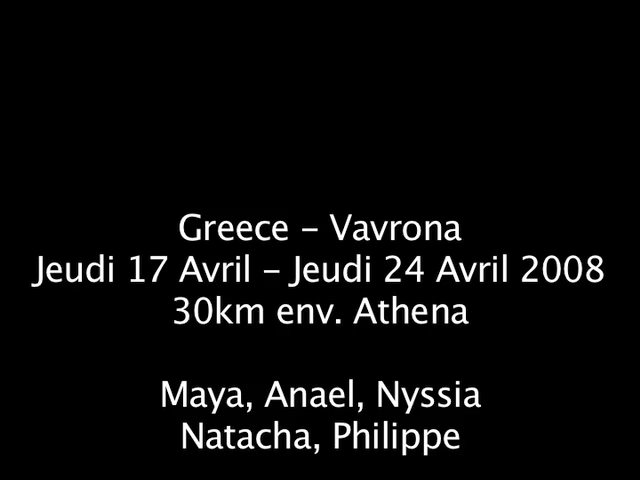 Greece - Vavrona
Jeudi 17 Avril - Jeudi 24 Avril 2008
30km env. Athena
Maya, Anael, Nyssia
Natacha, Philippe